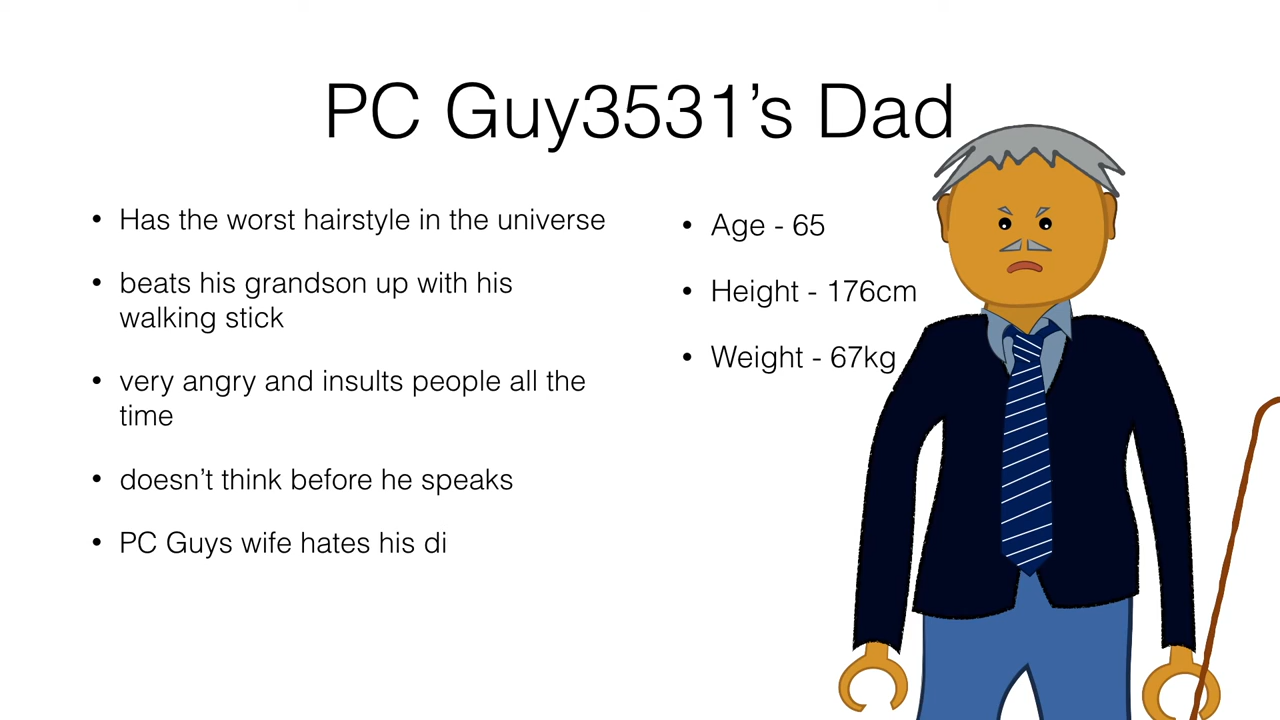 PC Guy3531’s Dad
• Has the worst hairstyle in the universe
• beats his grandson up with his
walking stick
• very angry and insults people all the
time
• doesn’t think before he speaks
• PC Guys wife hates his di
• Age - 65
• Height - 176cm
• Weight - 67kg